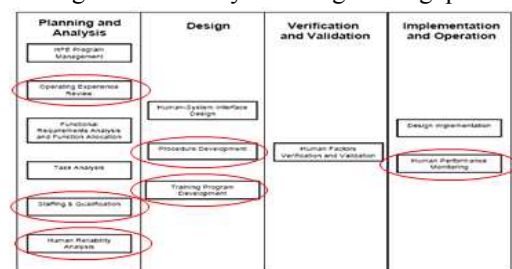 Planning and
Analysis
HFE Program
Management
Operating Experience
Review
Functional
Requirements Analysis
and Function Allocation
Task Analysis
Staffing & Qualification
Human Reliability
Analysis
Design
Human-System Interface
Design
Procedure Development
Training Program
Development
Verification
and Validation
Human Factors
Verification and Validation
Implementation
and Operation
Design Implementation
Human Performance
Monitoring